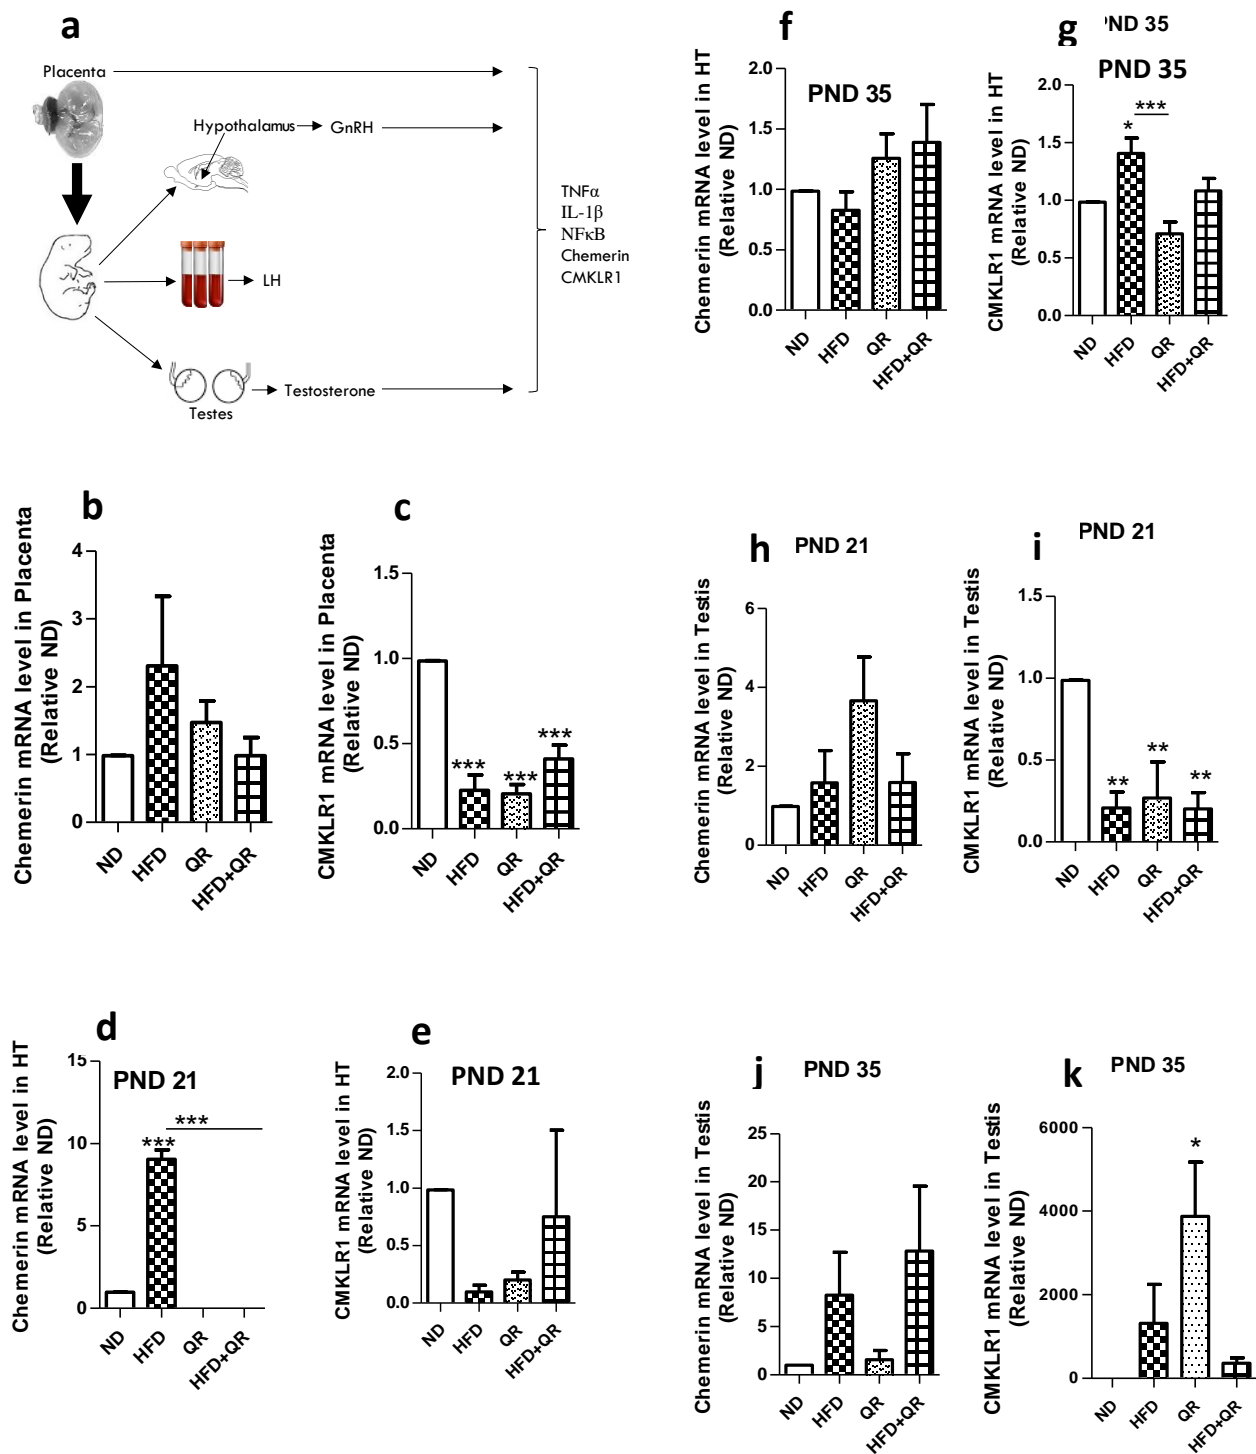 a
Placenta
Hypothalamus
GnRH
TNFα
IL-1β
NFκB
Chemerin
CMKLR1
LH
Testosterone
Testes
b
Chemerin mRNA level in Placenta
(Relative ND)
4
3
2
1
0
ND
HFD
QR
HFD+QR
c
CMKLR1 mRNA level in Placenta
(Relative ND)
1.5
1.0
0.5
0.0
***
***
***
ND
HFD
QR
HFD+QR
d
PND 21
Chemerin mRNA level in HT
(Relative ND)
15
10
5
0
***
***
ND
HFD
QR
HFD+QR
e
PND 21
CMKLR1 mRNA level in HT
(Relative ND)
2.0
1.5
1.0
0.5
0.0
ND
HFD
QR
HFD+QR
f
PND 35
Chemerin mRNA level in HT
(Relative ND)
2.0
1.5
1.0
0.5
0.0
ND
HFD
QR
HFD+QR
g
PND 35
PND 35
CMKLR1 mRNA level in HT
(Relative ND)
2.0
1.5
1.0
0.5
0.0
*
***
ND
HFD
QR
HFD+QR
h
PND 21
Chemerin mRNA level in Testis
(Relative ND)
6
4
2
0
ND
HFD
QR
HFD+QR
i
PND 21
CMKLR1 mRNA level in Testis
(Relative ND)
1.5
1.0
0.5
0.0
**
**
**
ND
HFD
QR
HFD+QR
j
PND 35
Chemerin mRNA level in Testis
(Relative ND)
25
20
15
10
5
0
ND
HFD
QR
HFD+QR
k
PND 35
CMKLR1 mRNA level in Testis
(Relative ND)
6000
4000
2000
0
*
ND
HFD
QR
HFD+QR